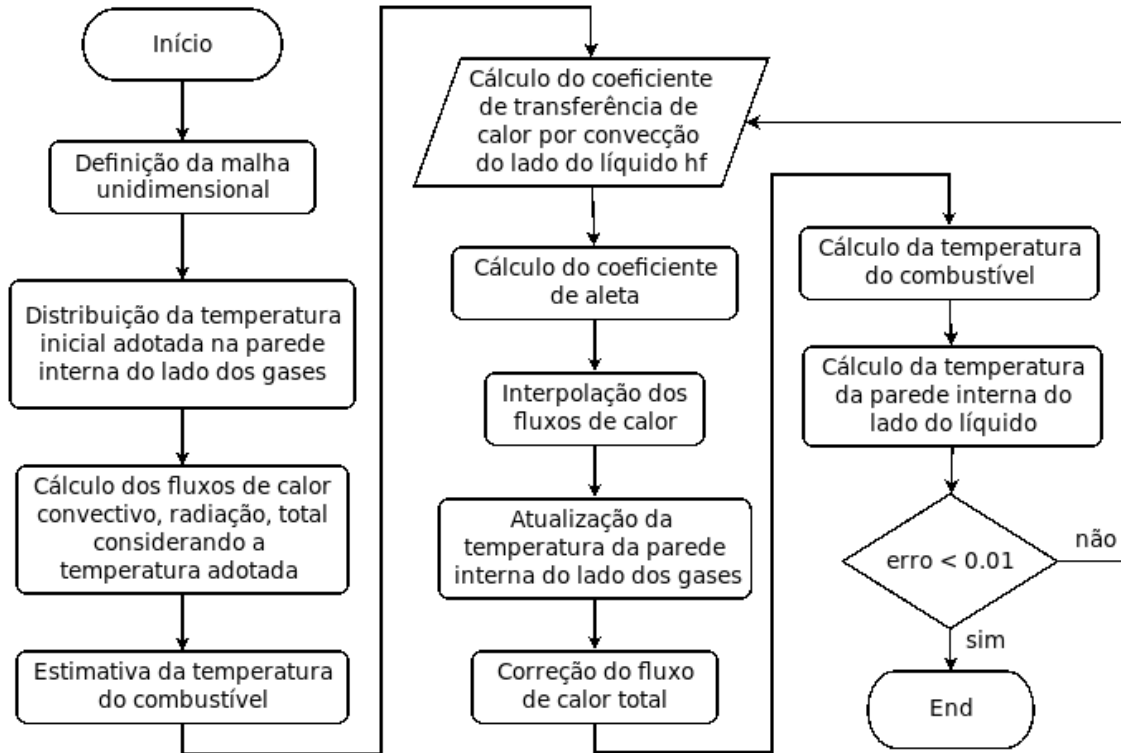 Início
Definição da malha
unidimensional
Distribuição da temperatura
inicial adotada na parede
interna do lado dos gases
Cálculo dos fluxos de calor
convectivo, radiação, total
considerando a
temperatura adotada
Estimativa da temperatura
do combustível
Cálculo do coeficiente
de transferência de
calor por convecção
do lado do líquido hf
Cálculo do coeficiente
de aleta
Interpolação dos
fluxos de calor
Atualização da
temperatura da parede
interna do lado dos gases
Correção do fluxo
de calor total
Cálculo da temperatura
do combustível
Cálculo da temperatura
da parede interna do
lado do líquido
erro < 0.01
não
sim
End